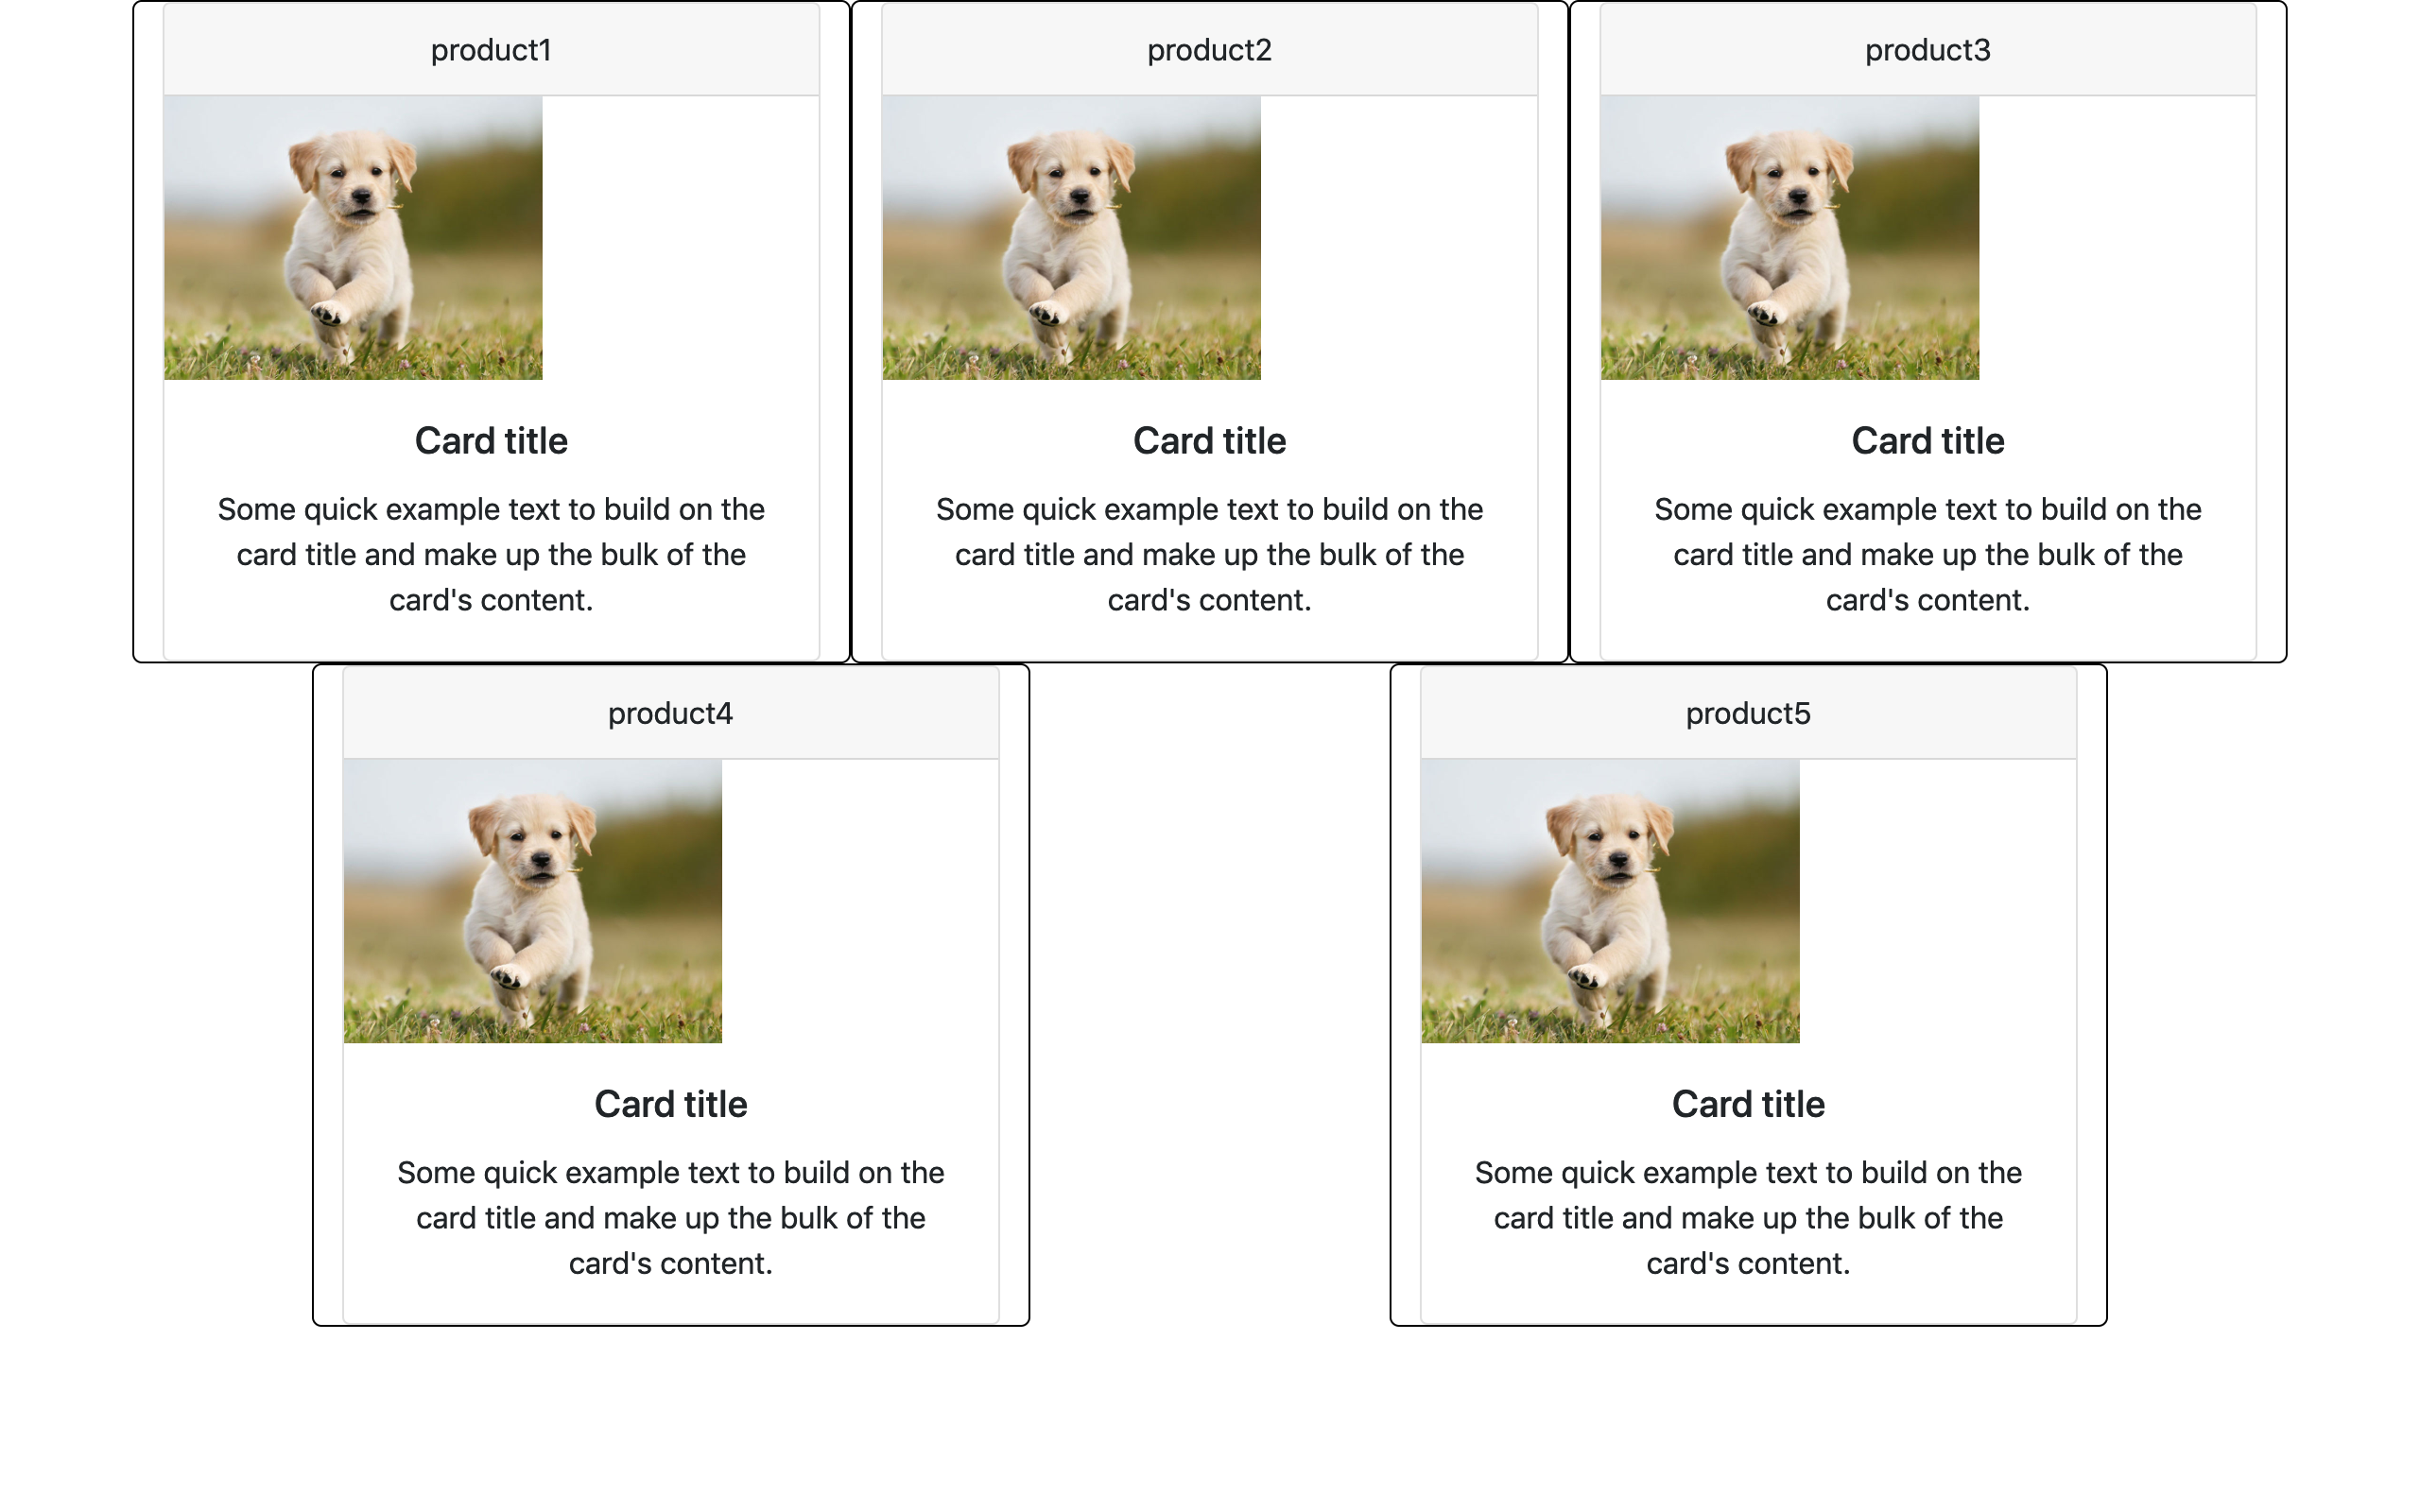 product1
product2
product3
Card title
Card title
Card title
Some quick example text to build on the
card title and make up the bulk of the
card's content.
Some quick example text to build on the
card title and make up the bulk of the
card's content.
Some quick example text to build on the
card title and make up the bulk of the
card's content.
product4
product5
Card title
Card title
Some quick example text to build on the
card title and make up the bulk of the
card's content.
Some quick example text to build on the
card title and make up the bulk of the
card's content.